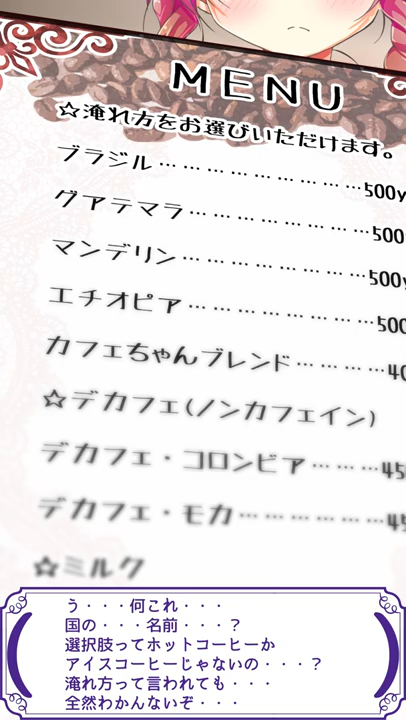 MENU
☆淹れ方をお選びいただけます。
ブラジル………………………500y
グアテマラ……………………500
マンデリン……………………500y
エチオピア……………………500
カフェちゃんブレンド………40
☆デカフェ(ノンカフェイン)
デカフェ・コロンビア………45
デカフェ・モカ………………45
☆ミルク
う・・・何これ・・・
国の・・・名前・・・?
選択肢ってホットコーヒーか
アイスコーヒーじゃないの・・・?
淹れ方って言われても・・・
全然わかんないぞ・・・